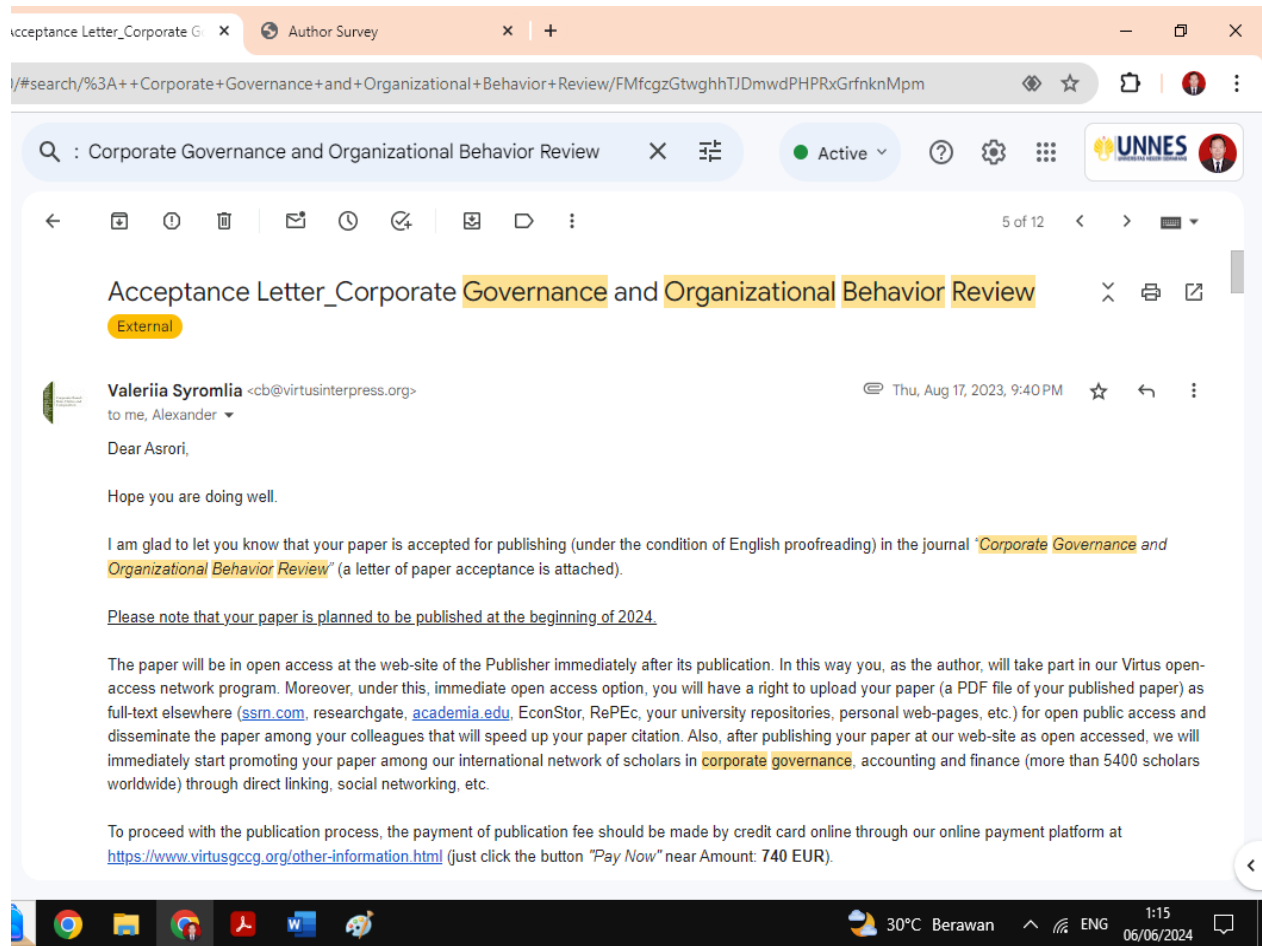 Acceptance Letter_Corporate G
Author Survey
/#search/%3A++Corporate+Governance+and+Organizational+Behavior+Review/FMfcgzGtwghhTJDmwdPHPRxGrfnknMpm
: Corporate Governance and Organizational Behavior Review
Active
UNNES
UNIVERSITAS NEGERI SEMARANG
5 of 12
Acceptance Letter_Corporate Governance and Organizational Behavior Review
External
Valeriia Syromlia <cb@virtusinterpress.org>
Thu, Aug 17, 2023, 9:40 PM
to me, Alexander
Dear Asrori,
Hope you are doing well.
I am glad to let you know that your paper is accepted for publishing (under the condition of English proofreading) in the journal “Corporate Governance and
Organizational Behavior Review” (a letter of paper acceptance is attached).
Please note that your paper is planned to be published at the beginning of 2024.
The paper will be in open access at the web-site of the Publisher immediately after its publication. In this way you, as the author, will take part in our Virtus open-
access network program. Moreover, under this, immediate open access option, you will have a right to upload your paper (a PDF file of your published paper) as
full-text elsewhere (ssrn.com, researchgate, academia.edu, EconStor, RePEc, your university repositories, personal web-pages, etc.) for open public access and
disseminate the paper among your colleagues that will speed up your paper citation. Also, after publishing your paper at our web-site as open accessed, we will
immediately start promoting your paper among our international network of scholars in corporate governance, accounting and finance (more than 5400 scholars
worldwide) through direct linking, social networking, etc.
To proceed with the publication process, the payment of publication fee should be made by credit card online through our online payment platform at
https://www.virtusgccg.org/other-information.html (just click the button "Pay Now" near Amount: 740 EUR).
30°C Berawan
ENG
1:15
06/06/2024